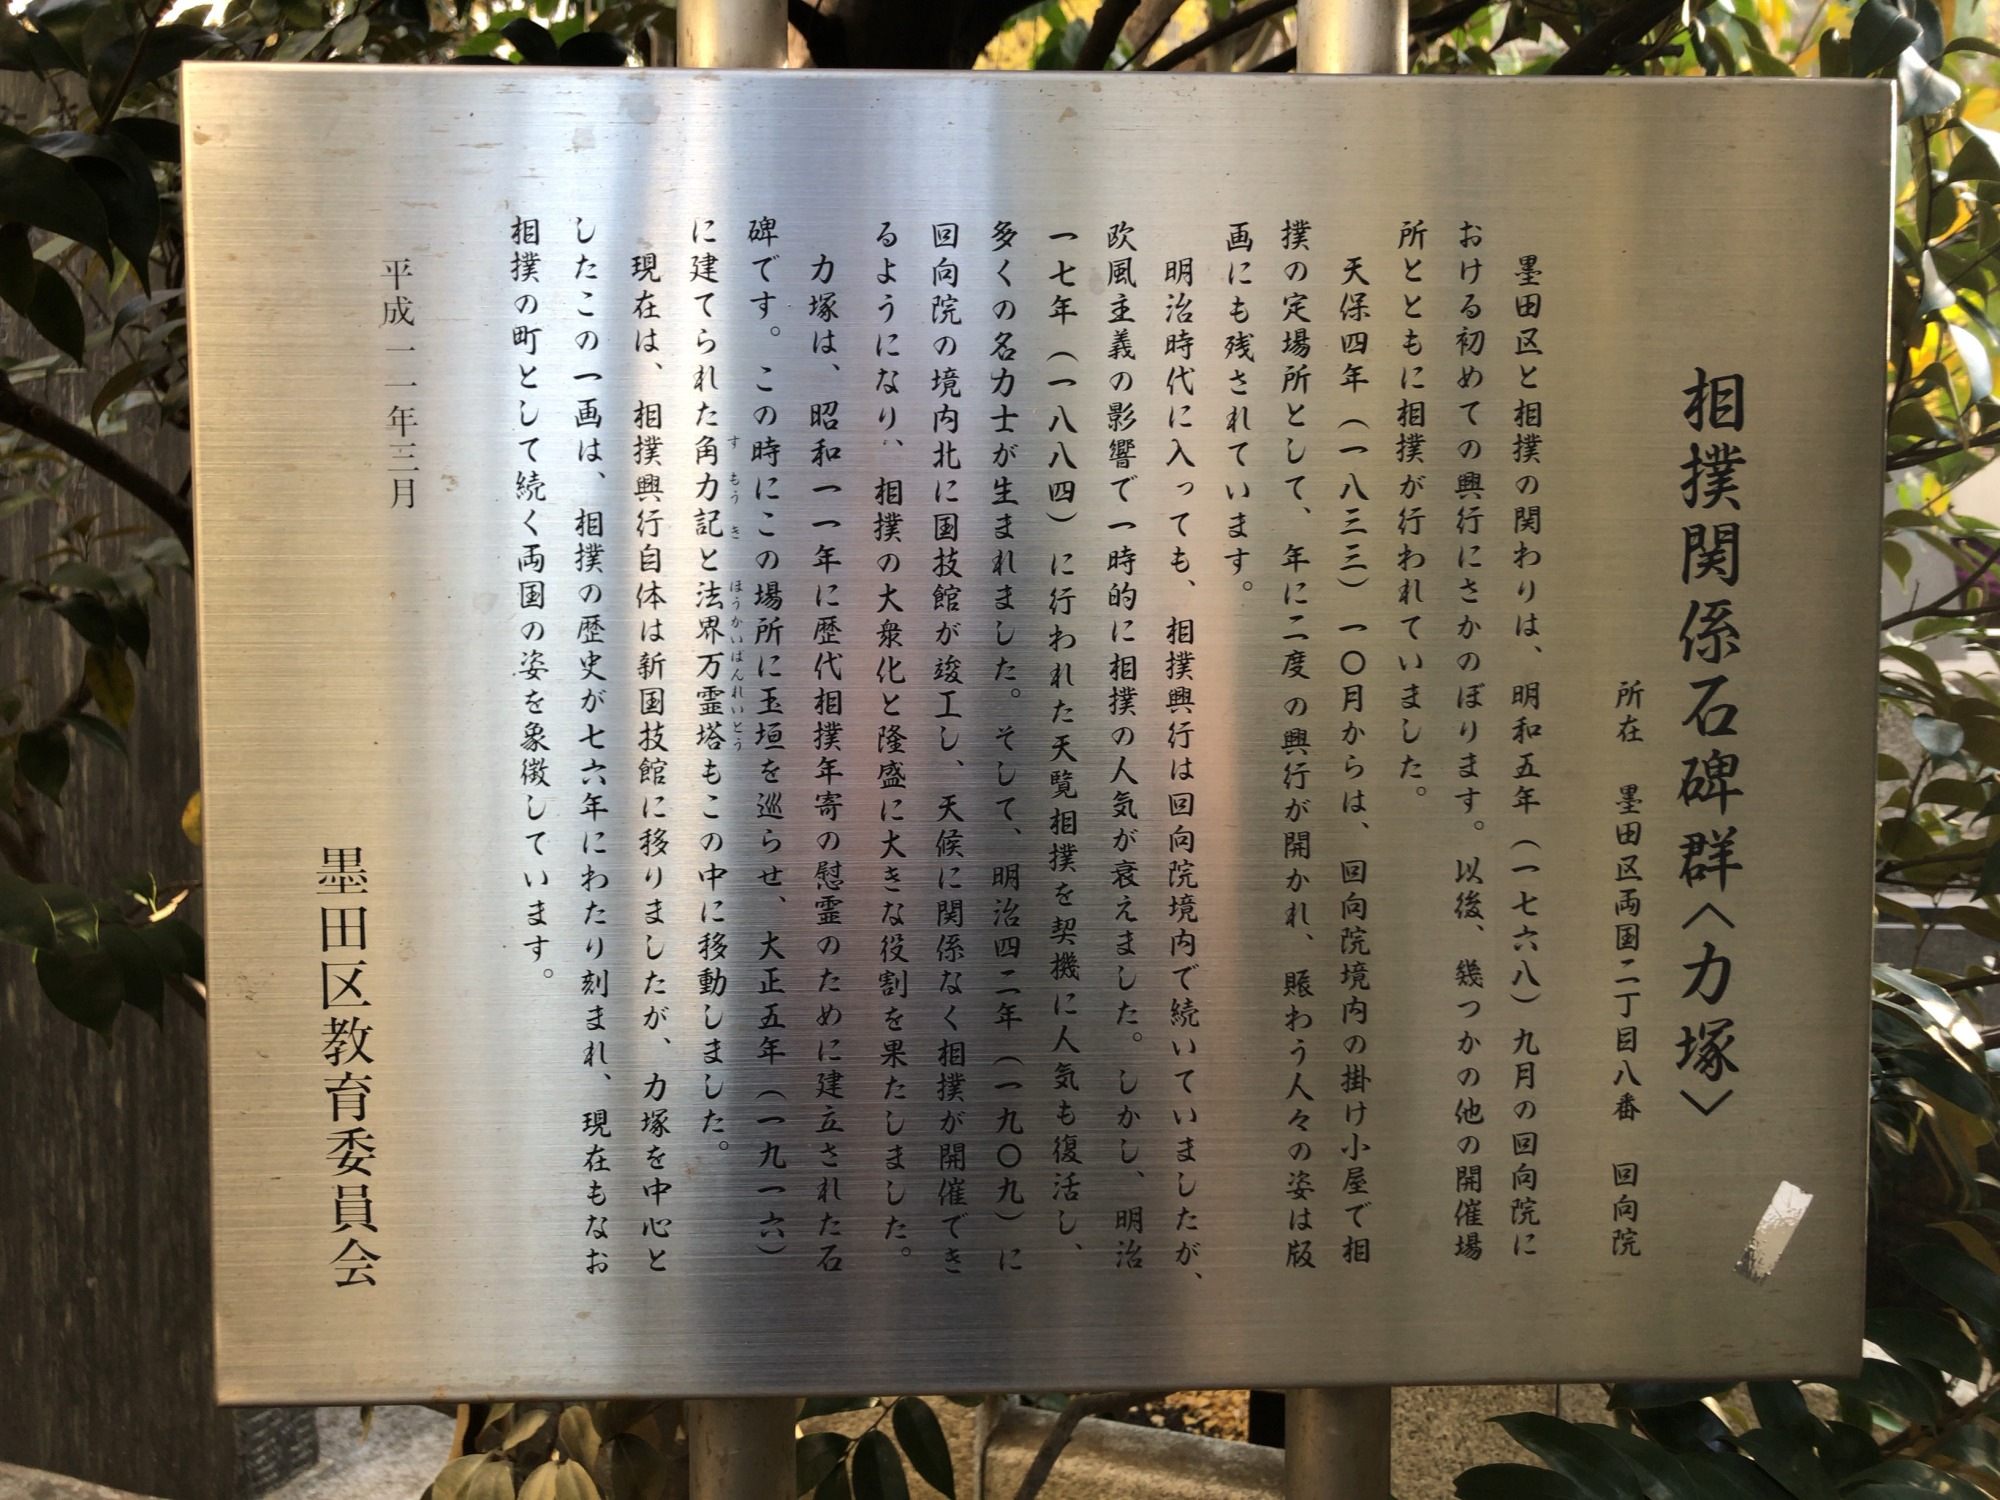 相撲関係石碑群〈力塚〉
所在 墨田区両国二丁目八番 回向院
墨田区と相撲の関わりは、明和五年（一七六八）九月の回向院に
おける初めての興行にさかのぼります。以後、幾つかの他の開催場
所とともに相撲が行われていました。
天保四年（一八三三）一〇月からは、回向院境内の掛け小屋で相
撲の定場所として、年に二度の興行が開かれ、賑わう人々の姿は版
画にも残されています。
明治時代に入っても、相撲興行は回向院境内で続いていましたが、
欧風主義の影響で一時的に相撲の人気が衰えました。しかし、明治
一七年（一八八四）に行われた天覧相撲を契機に人気も復活し、
多くの名力士が生まれました。そして、明治四二年（一九〇九）に
回向院の境内北に国技館が竣工し、天候に関係なく相撲が開催でき
るようになり、相撲の大衆化と隆盛に大きな役割を果たしました。
力塚は、昭和一一年に歴代相撲年寄の慰霊のために建立された石
碑です。この時にこの場所に玉垣を巡らせ、大正五年（一九一六）
に建てられた角力記と法界万霊塔もこの中に移動しました。
すもうき ほうかいばんれいとう
現在は、相撲興行自体は新国技館に移りましたが、力塚を中心と
したこの一画は、相撲の歴史が七六年にわたり刻まれ、現在もなお
相撲の町として続く両国の姿を象徴しています。
平成一一年三月
墨田区教育委員会